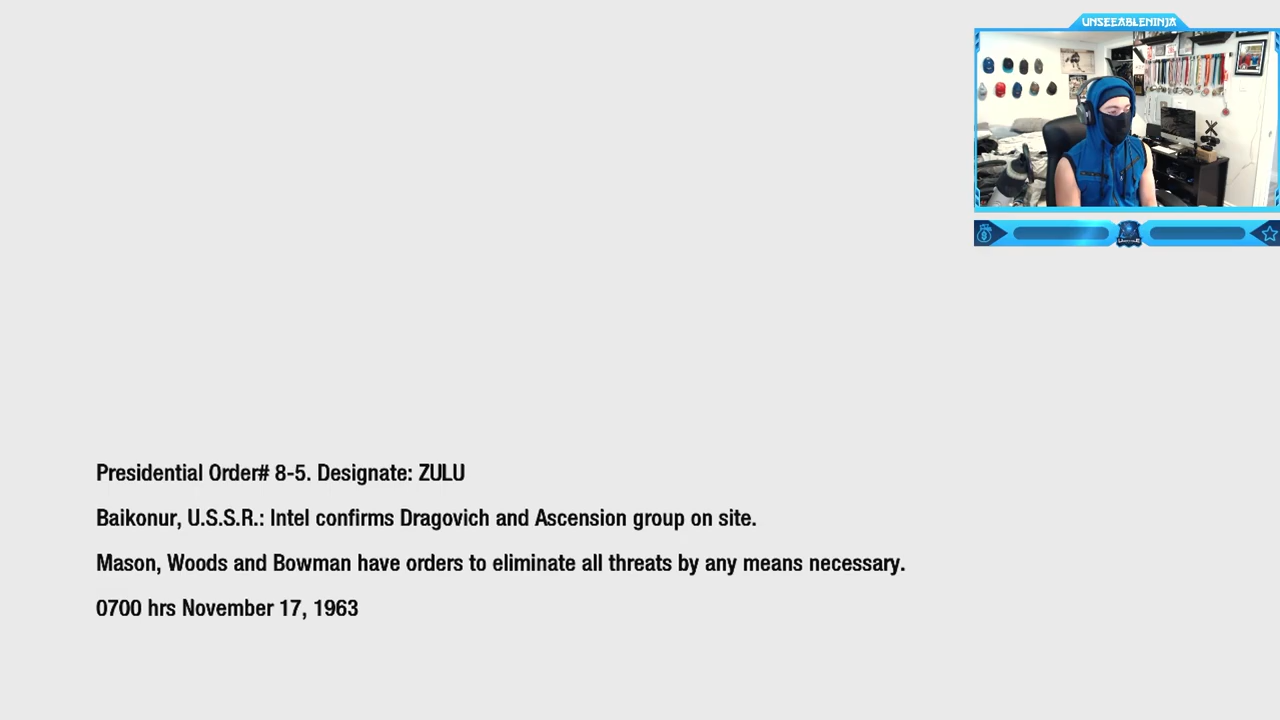 UNSEEABLENINJA
Presidential Order# 8-5. Designate: ZULU
Baikonur, U.S.S.R.: Intel confirms Dragovich and Ascension group on site.
Mason, Woods and Bowman have orders to eliminate all threats by any means necessary.
0700 hrs November 17, 1963